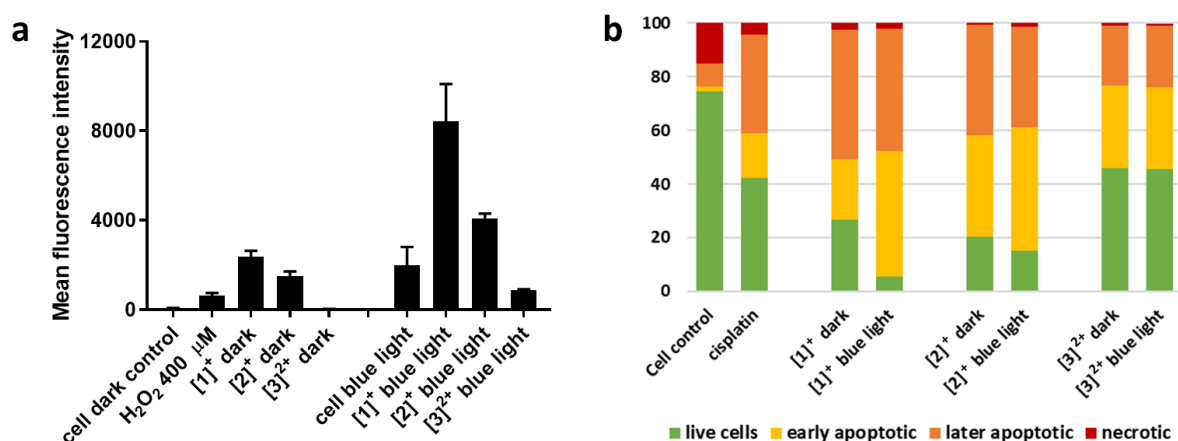 a
Mean fluorescence intensity
12000
8000
4000
0
cell dark control
H₂O₂ 400 μM
[1]⁺ dark
[2]⁺ dark
[3]²⁺ dark
cell blue light
[1]⁺ blue light
[2]⁺ blue light
[3]²⁺ blue light
b
100
80
60
40
20
0
Cell control
cisplatin
[1]⁺ dark
[1]⁺ blue light
[2]⁺ dark
[2]⁺ blue light
[3]²⁺ dark
[3]²⁺ blue light
live cells early apoptotic later apoptotic necrotic